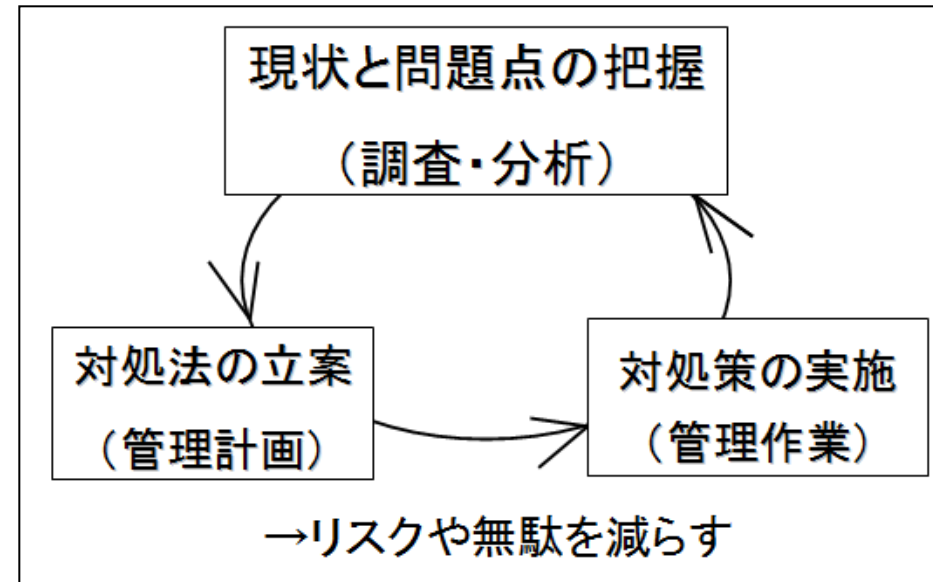 現状と問題点の把握
（調査・分析）
対処法の立案
（管理計画）
対処策の実施
（管理作業）
→リスクや無駄を減らす